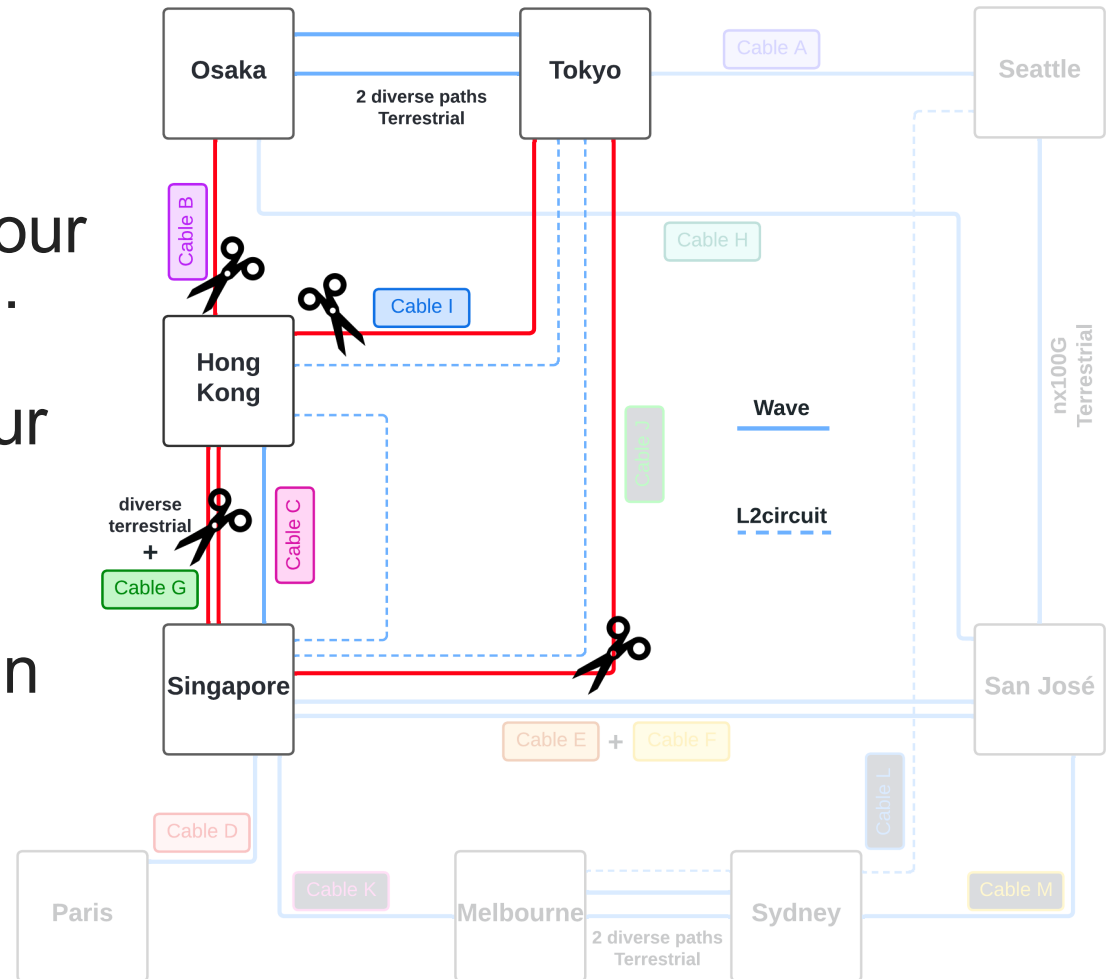 Osaka
Tokyo
Cable A
Seattle
2 diverse paths
Terrestrial
Cable B
our
.
Cable H
Cable I
Hong
Kong
nx100G
Terrestrial
ur
Wave
Cable J
diverse
terrestrial
+
Cable G
Cable C
L2circuit
n
Singapore
San José
Cable E + Cable F
Cable L
Cable D
Cable K
Cable M
Paris
Melbourne
Sydney
2 diverse paths
Terrestrial